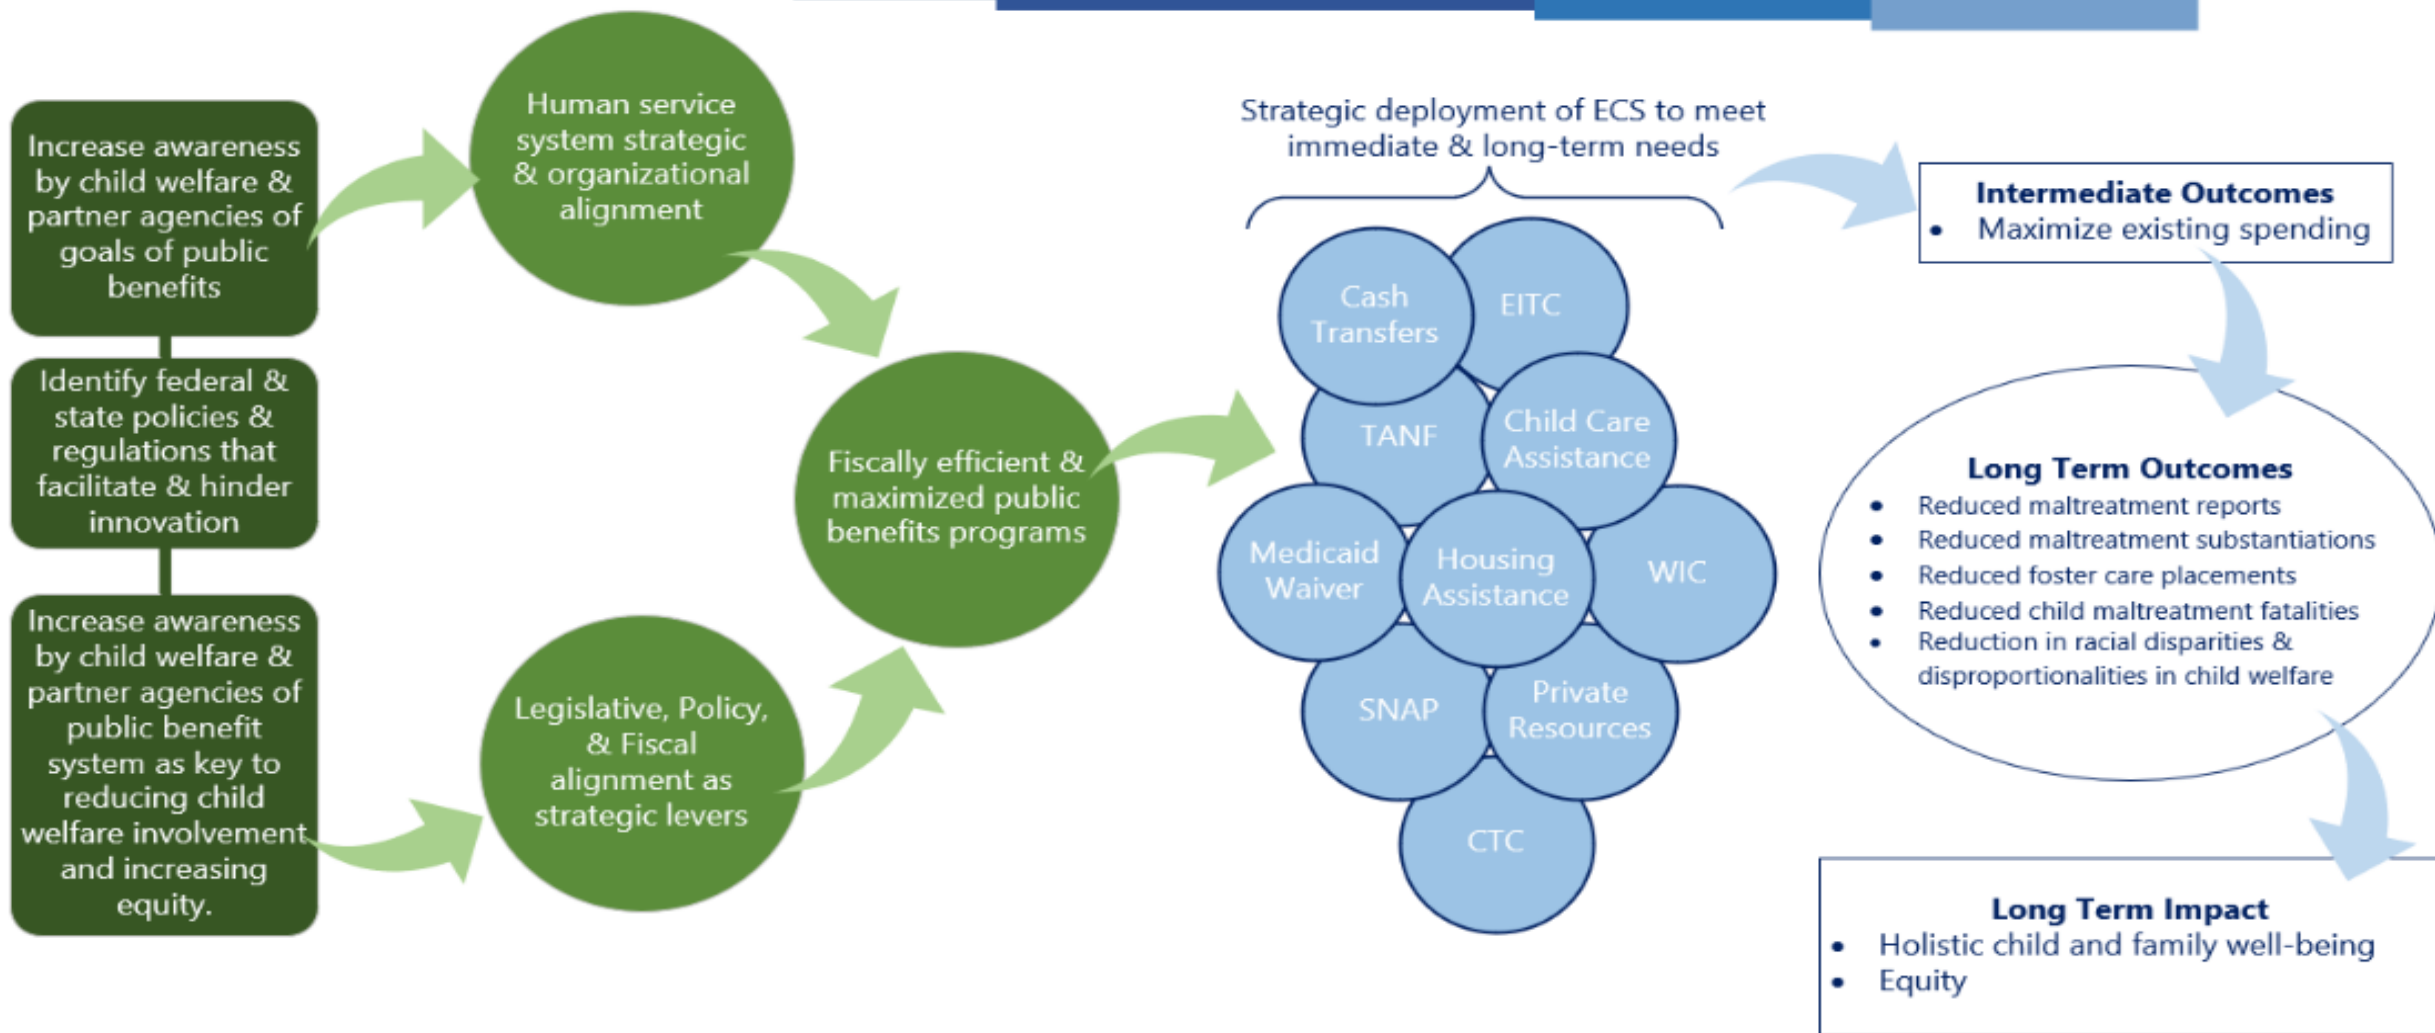 Increase awareness
by child welfare &
partner agencies of
goals of public
benefits
Identify federal &
state policies &
regulations that
facilitate & hinder
innovation
Increase awareness
by child welfare &
partner agencies of
public benefit
system as key to
reducing child
welfare involvement
and increasing
equity.
Human service
system strategic
& organizational
alignment
Legislative, Policy,
& Fiscal
alignment as
strategic levers
Fiscally efficient &
maximized public
benefits programs
Strategic deployment of ECS to meet
immediate & long-term needs
Cash
Transfers
EITC
TANF
Child Care
Assistance
Medicaid
Waiver
Housing
Assistance
WIC
SNAP
Private
Resources
CTC
Intermediate Outcomes
• Maximize existing spending
Long Term Outcomes
• Reduced maltreatment reports
• Reduced maltreatment substantiations
• Reduced foster care placements
• Reduced child maltreatment fatalities
• Reduction in racial disparities &
disproportionalities in child welfare
Long Term Impact
• Holistic child and family well-being
• Equity